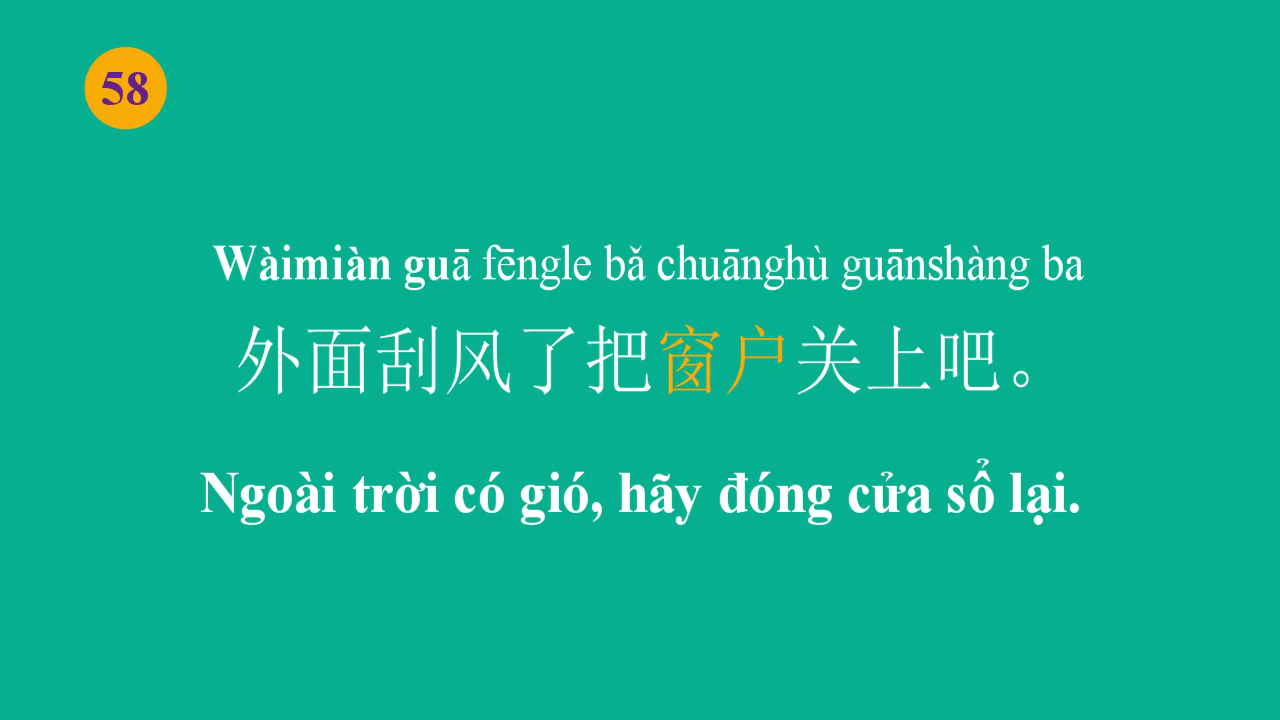 58
Wàimiàn guā fēngle bǎ chuānghù guānshàng ba
外面刮风了把窗户关上吧。
Ngoài trời có gió, hãy đóng cửa sổ lại.